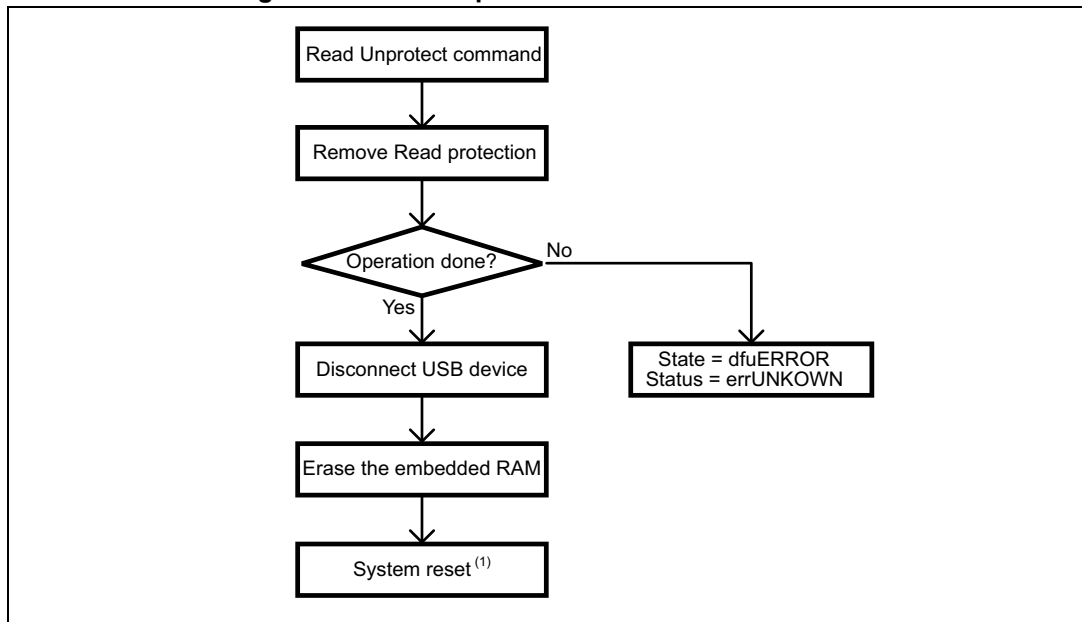 Read Unprotect command
Remove Read protection
Operation done?
No
Yes
Disconnect USB device
State = dfuERROR
Status = errUNKOWN
Erase the embedded RAM
System reset (1)